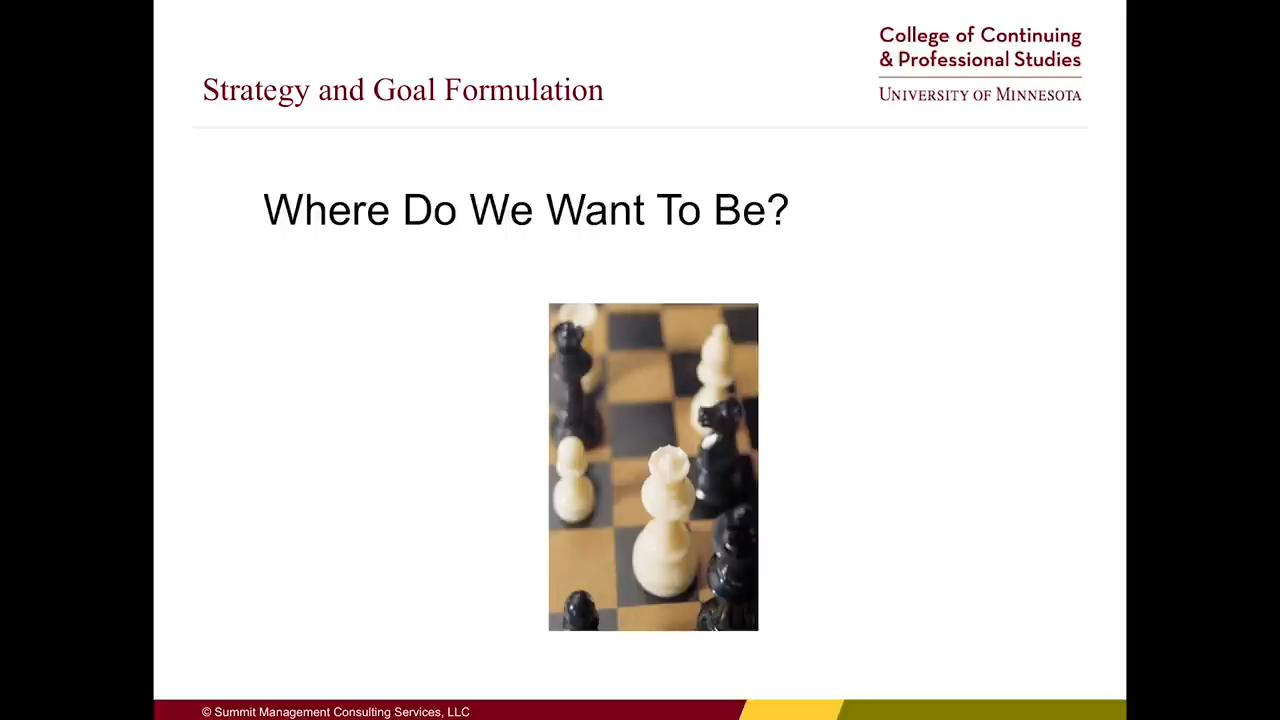 College of Continuing
& Professional Studies
UNIVERSITY OF MINNESOTA
Strategy and Goal Formulation
Where Do We Want To Be?
© Summit Management Consulting Services, LLC